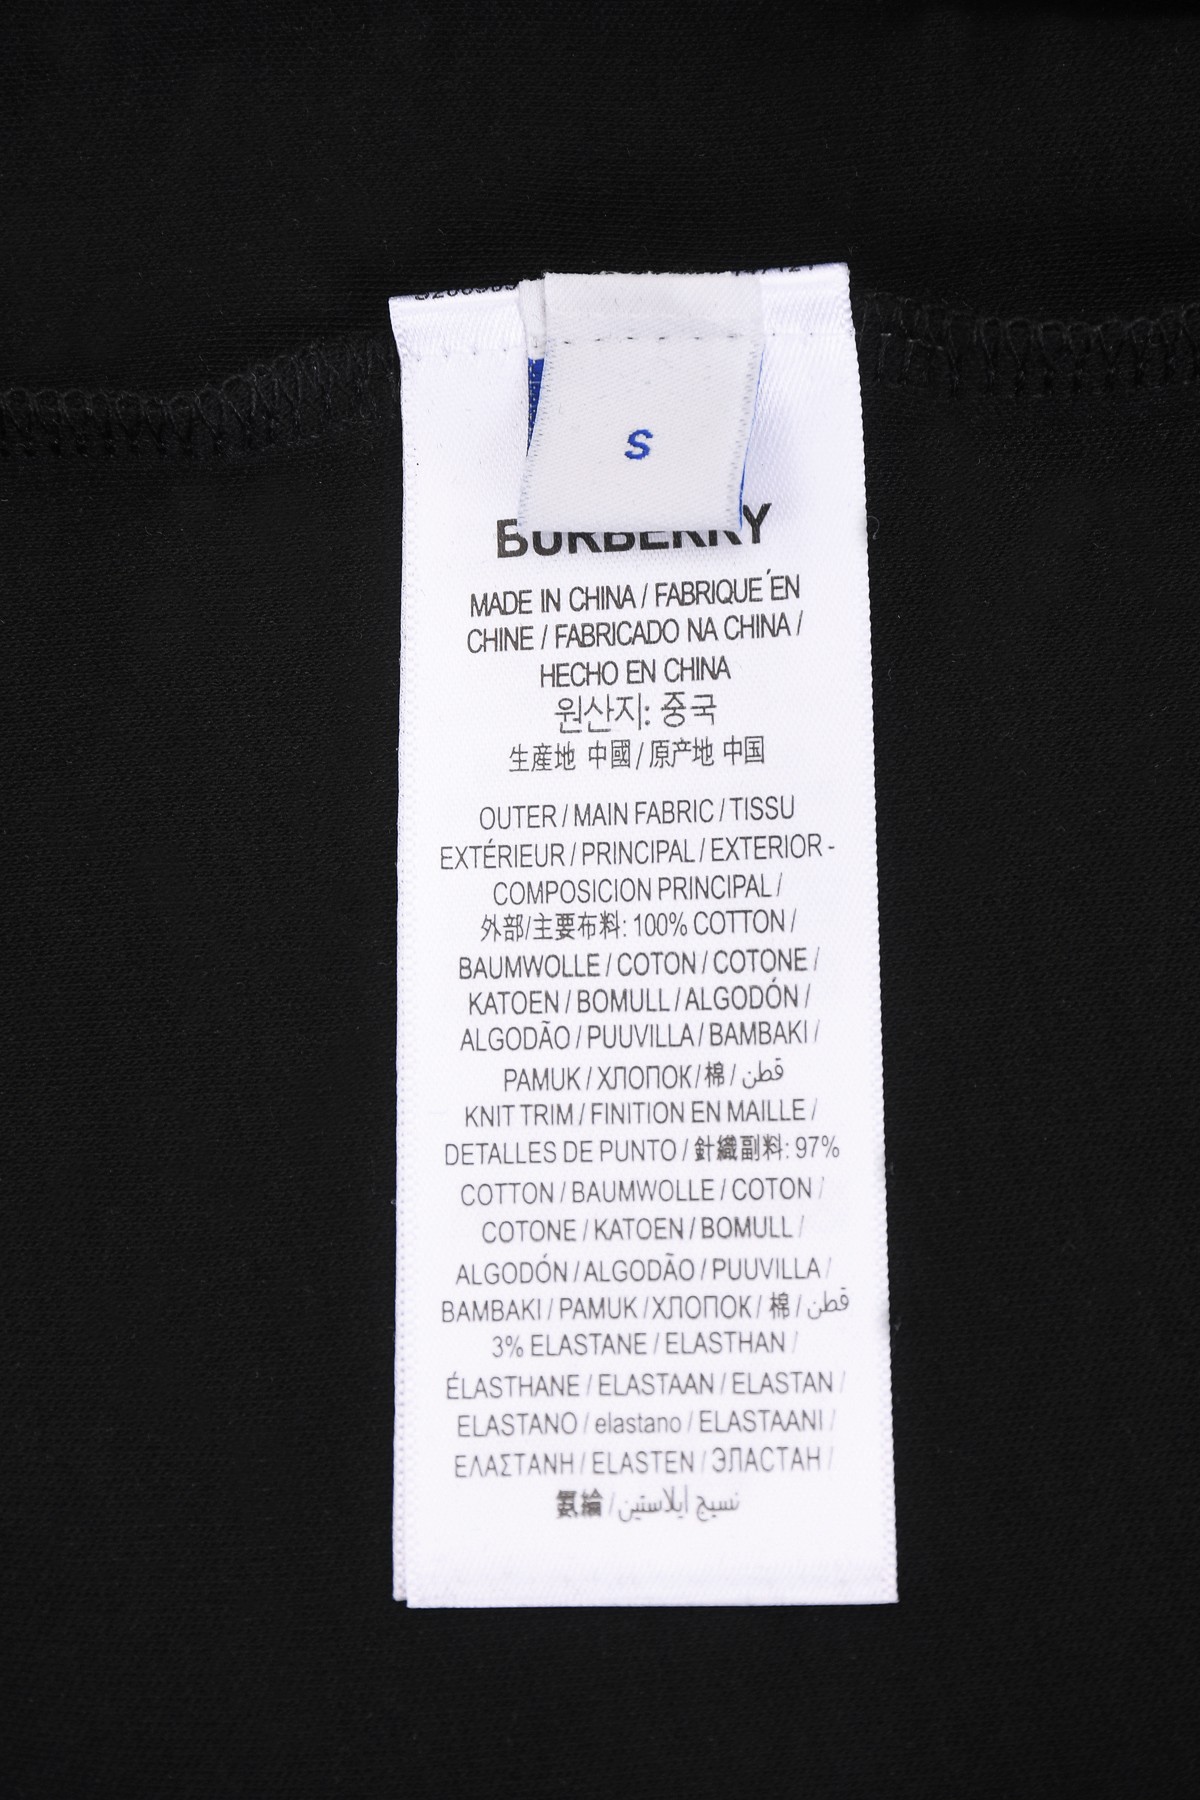 S
BURBERRY
MADE IN CHINA / FABRIQUÉ EN
CHINE / FABRICADO NA CHINA /
HECHO EN CHINA
원산지: 중국
生産地 中國 / 原产地 中国
OUTER / MAIN FABRIC / TISSU
EXTÉRIEUR / PRINCIPAL / EXTERIOR -
COMPOSICION PRINCIPAL /
外部/主要布料: 100% COTTON /
BAUMWOLLE / COTON / COTONE /
KATOEN / BOMULL / ALGODÓN /
ALGODÃO / PUUVILLA / BAMBAKI /
PAMUK / ХЛОПОК / 棉 / قطن
KNIT TRIM / FINITION EN MAILLE /
DETALLES DE PUNTO / 針織副料: 97%
COTTON / BAUMWOLLE / COTON /
COTONE / KATOEN / BOMULL /
ALGODÓN / ALGODÃO / PUUVILLA /
BAMBAKI / PAMUK / ХЛОПОК / 棉 / قطن
3% ELASTANE / ELASTHAN /
ÉLASTHANE / ELASTAAN / ELASTAN /
ELASTANO / elastano / ELASTAANI /
ΕΛΑΣΤΑΝΗ / ELASTEN / ЭЛАСТАН /
氨綸 / نسيج إيلاستين